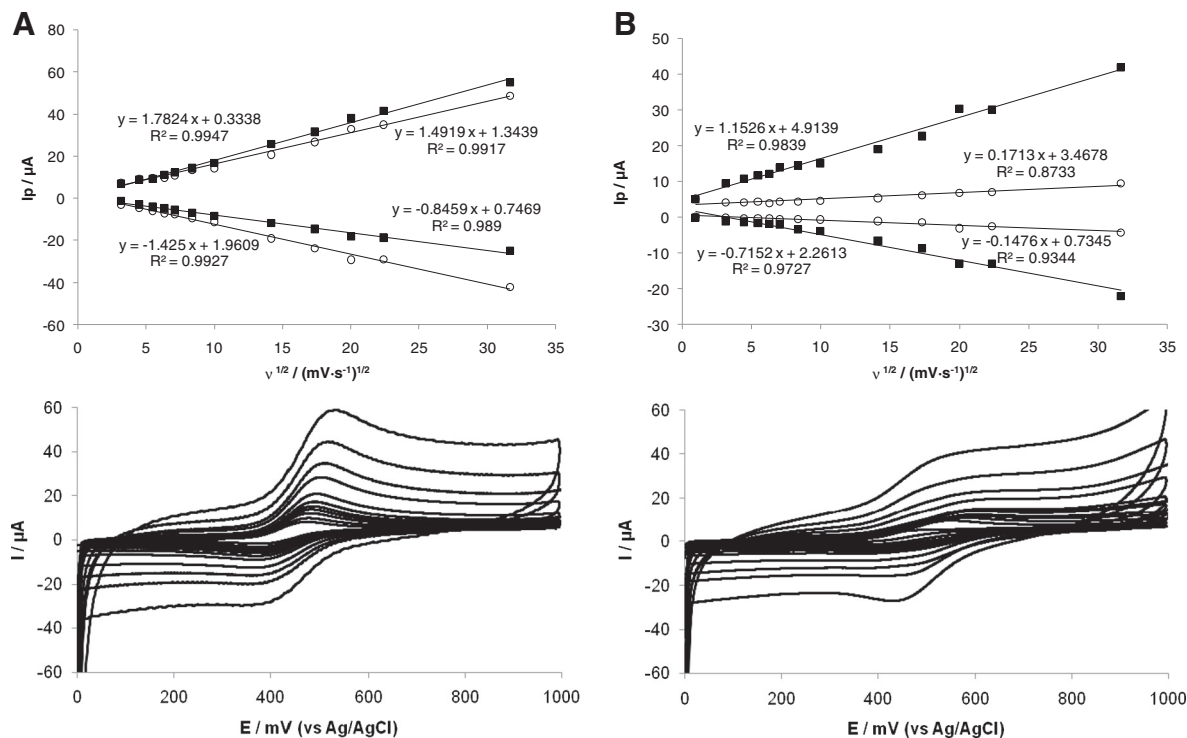 A
80
60
40
20
0
-20
-40
-60
Ip / µA
y = 1.7824 x + 0.3338
R² = 0.9947
y = 1.4919 x + 1.3439
R² = 0.9917
y = -0.8459 x + 0.7469
R² = 0.989
y = -1.425 x + 1.9609
R² = 0.9927
0 5 10 15 20 25 30 35
ν 1/2 / (mV·s-1)1/2
B
50
40
30
20
10
0
-10
-20
-30
Ip / µA
y = 1.1526 x + 4.9139
R² = 0.9839
y = 0.1713 x + 3.4678
R² = 0.8733
y = -0.7152 x + 2.2613
R² = 0.9727
y = -0.1476 x + 0.7345
R² = 0.9344
0 5 10 15 20 25 30 35
ν 1/2 / (mV·s-1)1/2
60
40
20
0
-20
-40
-60
I / µA
0 200 400 600 800 1000
E / mV (vs Ag/AgCl)
60
40
20
0
-20
-40
-60
I / µA
0 200 400 600 800 1000
E / mV (vs Ag/AgCl)